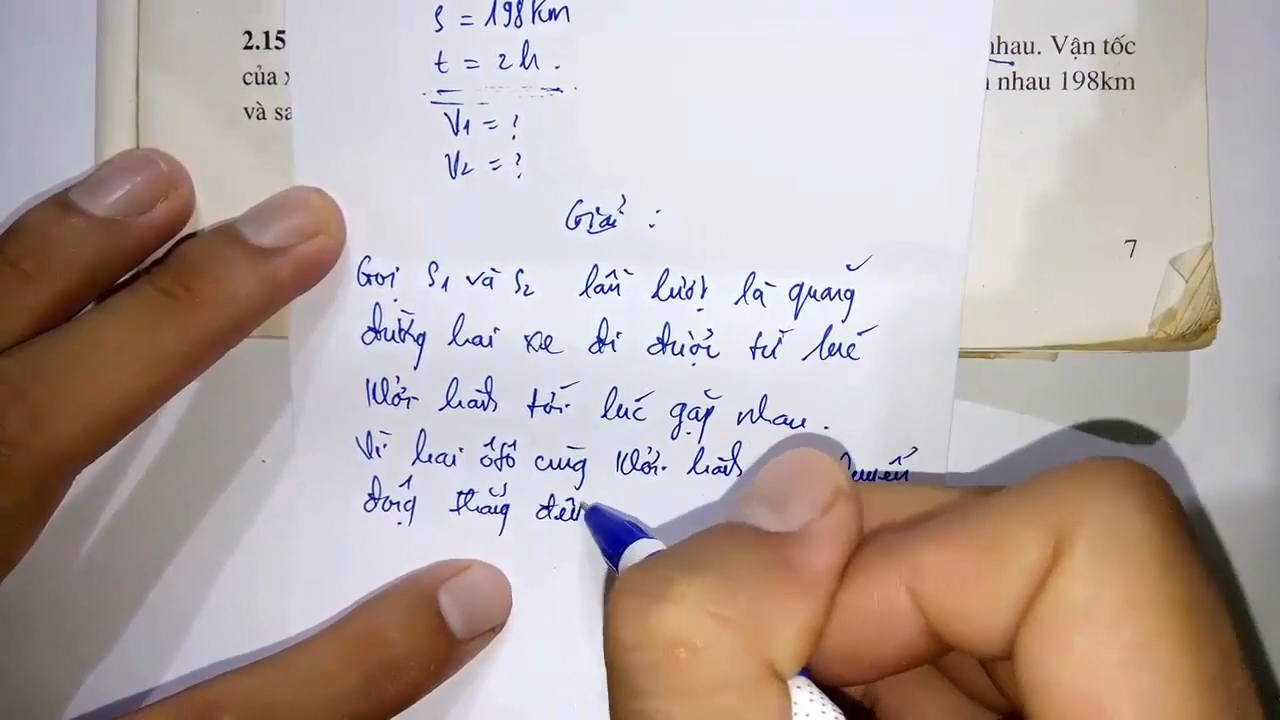 S = 198 km
2.15
nhau. Vận tốc
t = 2h.
của x
nhau 198km
và sa
V1 = ?
V2 = ?
Giải :
7
Gọi S1 và S2 lần lượt là quãng
đường hai xe đi được từ lúc
khởi hành tới lúc gặp nhau.
Vì hai ôtô cùng khởi hành chuyển
động thẳng đều